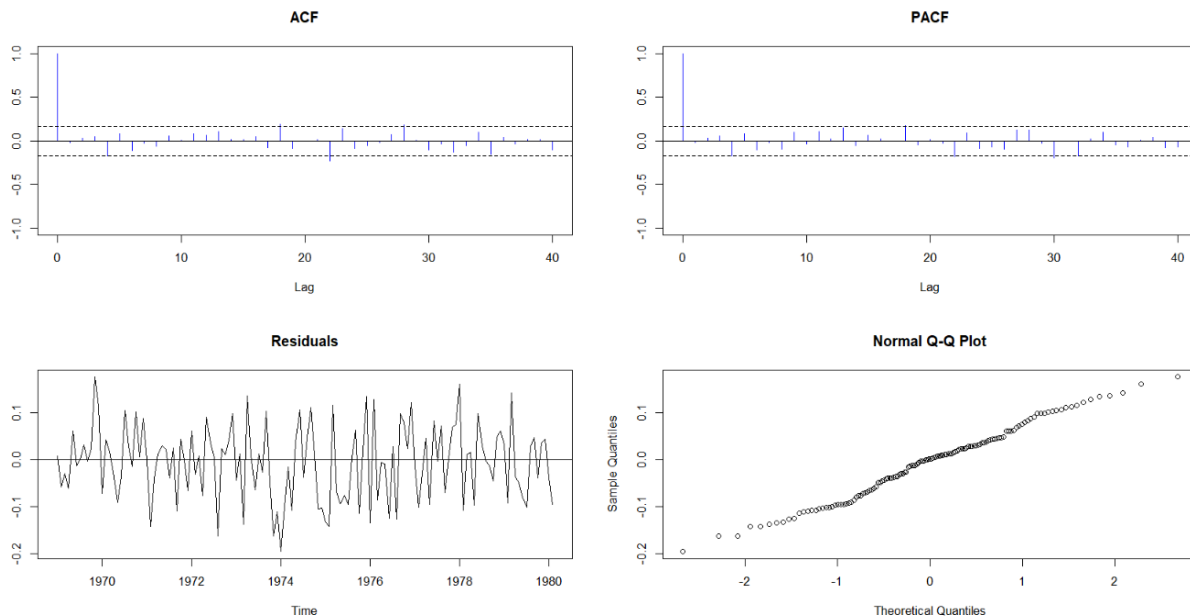 ACF
1.0
0.5
0.0
-0.5
-1.0
0 10 20 30 40
Lag
PACF
1.0
0.5
0.0
-0.5
-1.0
0 10 20 30 40
Lag
Residuals
0.1
0.0
-0.1
-0.2
1970 1972 1974 1976 1978 1980
Time
Normal Q-Q Plot
Sample Quantiles
0.1
0.0
-0.1
-0.2
-2 -1 0 1 2
Theoretical Quantiles